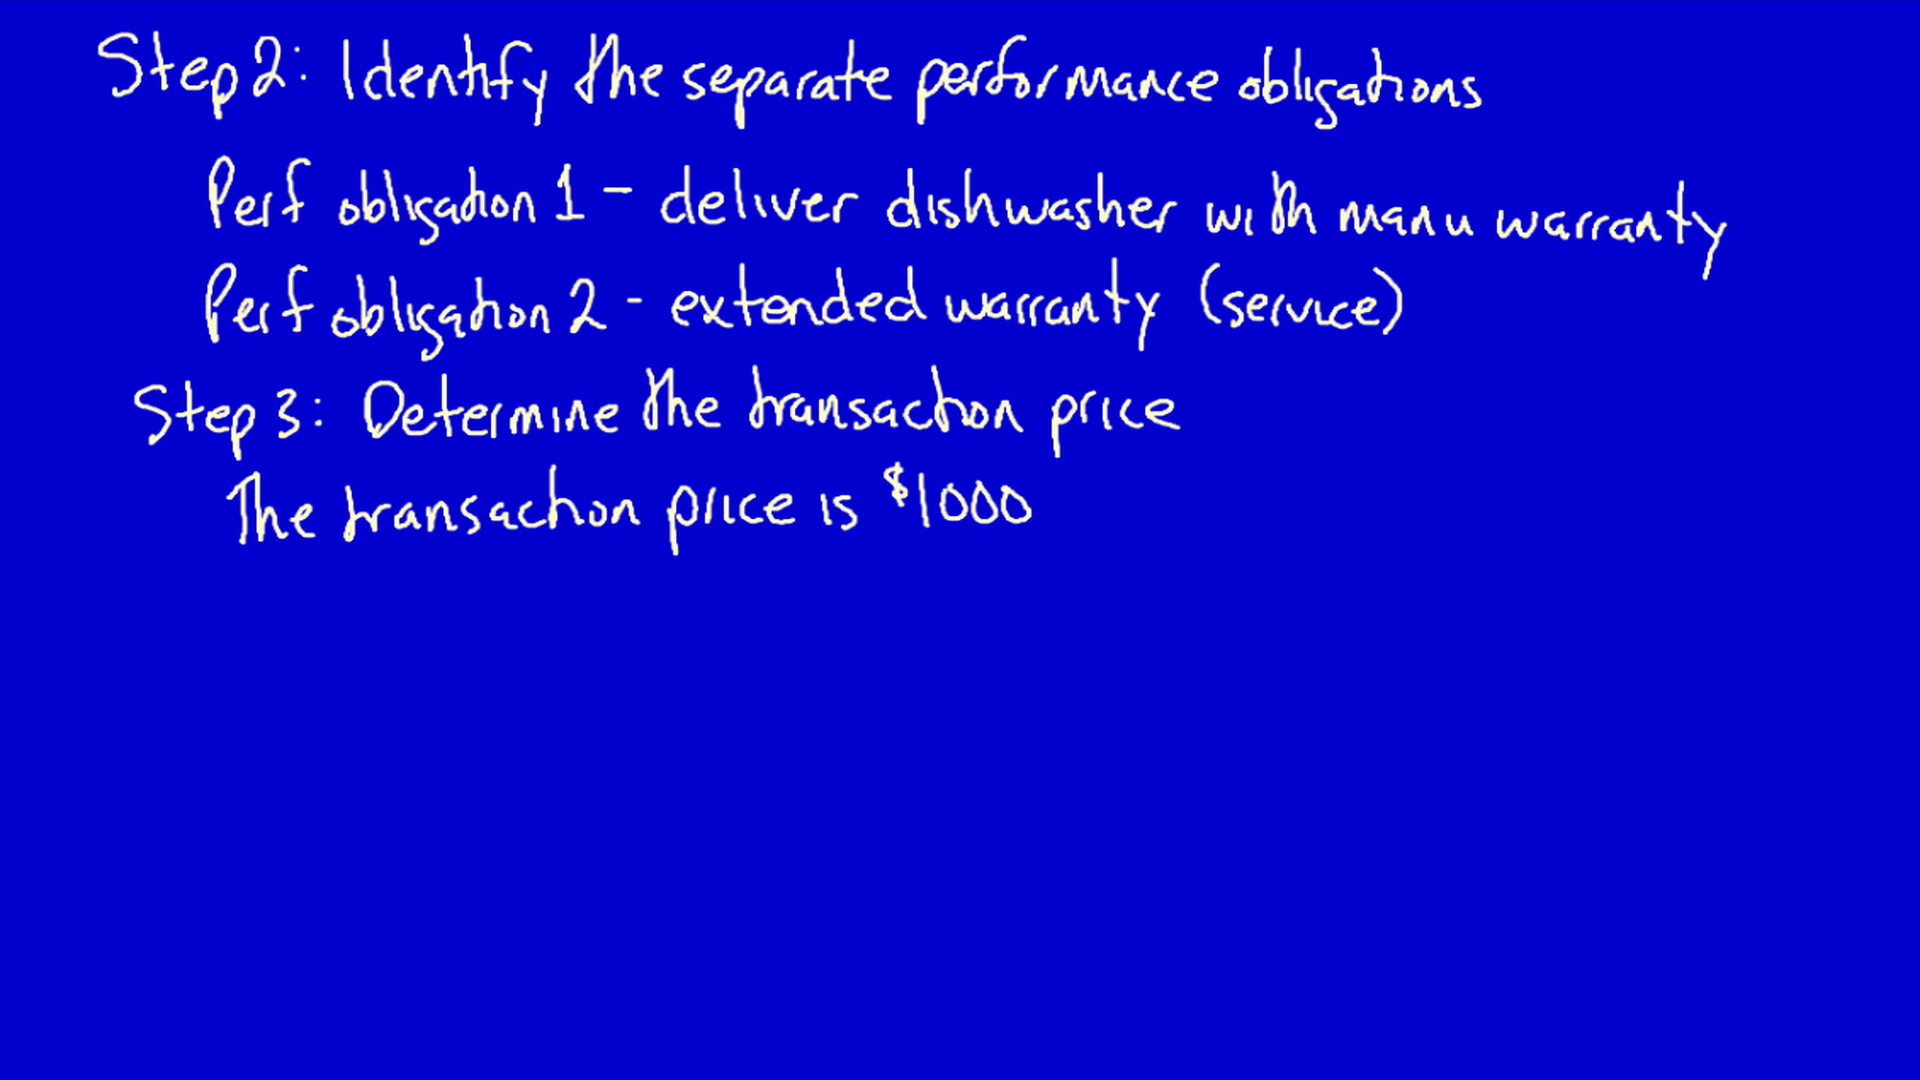 Step 2: Identify the separate performance obligations
Perf obligation 1 - deliver dishwasher with manu warranty
Perf obligation 2 - extended warranty (service)
Step 3: Determine the transaction price
The transaction price is $1000